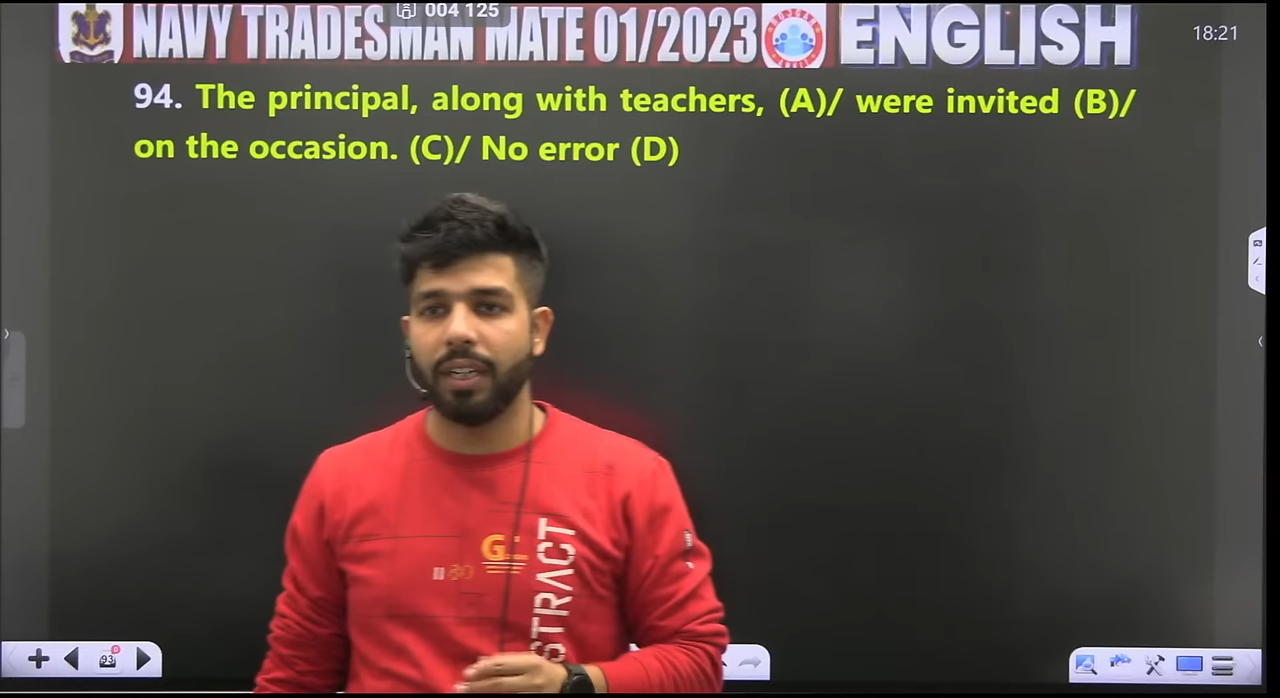 004 125
NAVY TRADESMAN MATE 01/2023 ENGLISH
18:21
94. The principal, along with teachers, (A)/ were invited (B)/
on the occasion. (C)/ No error (D)
STRACT
93